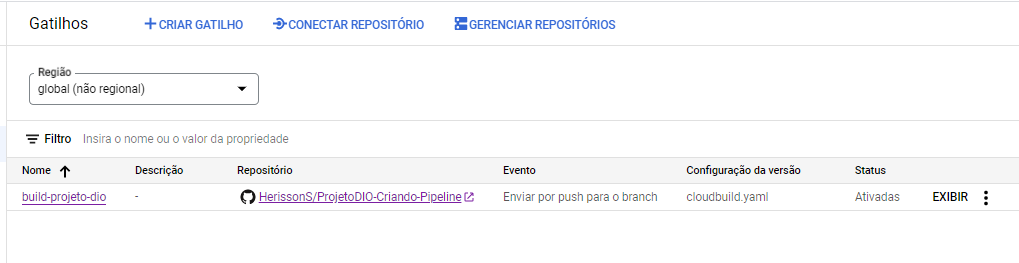 Gatilhos CRIAR GATILHO CONECTAR REPOSITÓRIO GERENCIAR REPOSITÓRIOS
Região
global (não regional)
Filtro Insira o nome ou o valor da propriedade
Nome Descrição Repositório Evento Configuração da versão Status
build-projeto-dio - HerissonS/ProjetoDIO-Criando-Pipeline Enviar por push para o branch cloudbuild.yaml Ativadas EXIBIR